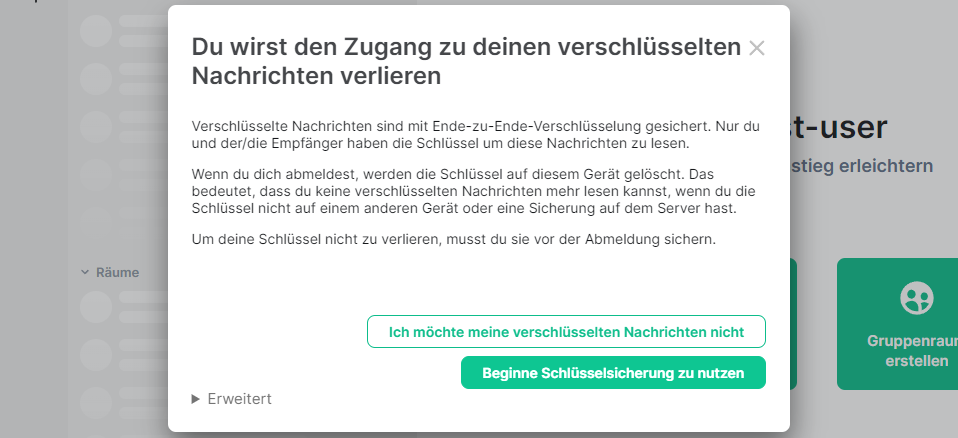 Du wirst den Zugang zu deinen verschlüsselten
Nachrichten verlieren
Verschlüsselte Nachrichten sind mit Ende-zu-Ende-Verschlüsselung gesichert. Nur du
und der/die Empfänger haben die Schlüssel um diese Nachrichten zu lesen.
Wenn du dich abmeldest, werden die Schlüssel auf diesem Gerät gelöscht. Das
bedeutet, dass du keine verschlüsselten Nachrichten mehr lesen kannst, wenn du die
Schlüssel nicht auf einem anderen Gerät oder eine Sicherung auf dem Server hast.
Um deine Schlüssel nicht zu verlieren, musst du sie vor der Abmeldung sichern.
Ich möchte meine verschlüsselten Nachrichten nicht
Beginne Schlüsselsicherung zu nutzen
Erweitert
Räume
st-user
stieg erleichtern
Gruppenraum
erstellen